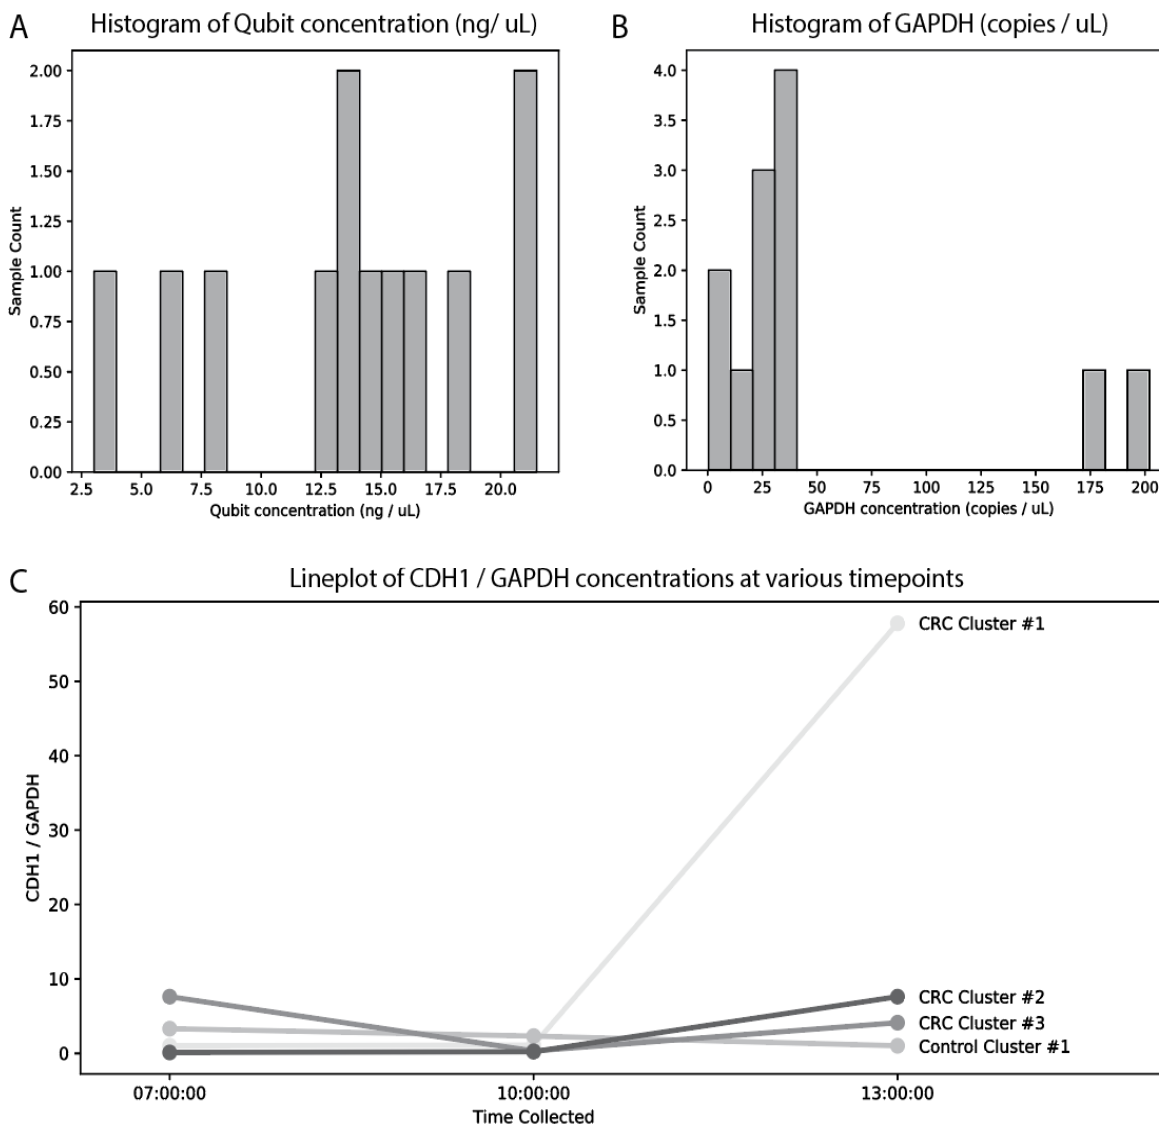 A
Histogram of Qubit concentration (ng/ uL)
2.00
1.75
1.50
1.25
1.00
0.75
0.50
0.25
0.00
Sample Count
2.5 5.0 7.5 10.0 12.5 15.0 17.5 20.0
Qubit concentration (ng / uL)
B
Histogram of GAPDH (copies / uL)
4.0
3.5
3.0
2.5
2.0
1.5
1.0
0.5
0.0
Sample Count
0 25 50 75 100 125 150 175 200
GAPDH concentration (copies / uL)
C
Lineplot of CDH1 / GAPDH concentrations at various timepoints
60
50
40
30
20
10
0
CDH1 / GAPDH
CRC Cluster #1
CRC Cluster #2
CRC Cluster #3
Control Cluster #1
07:00:00 10:00:00 13:00:00
Time Collected